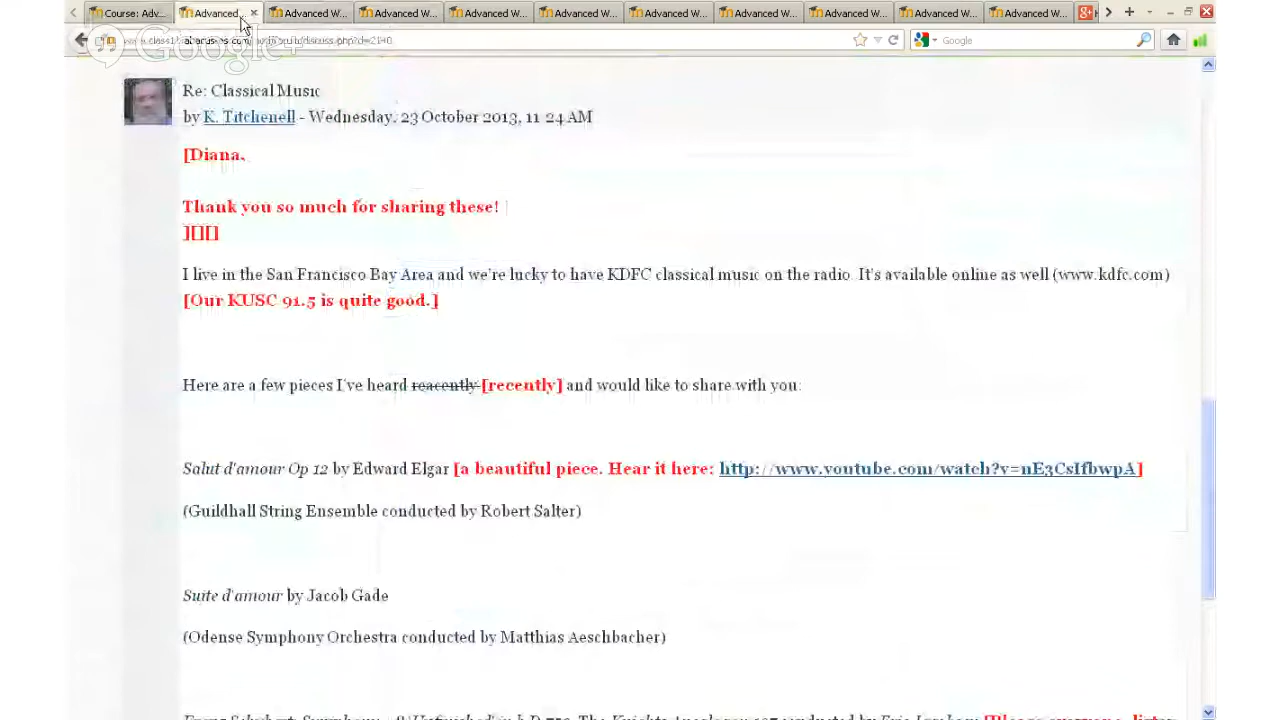 Course: Adv...
Advanced
Advanced W...
Advanced W...
Advanced W...
Advanced W...
Advanced W...
Advanced W...
Advanced W...
Advanced W...
Advanced W...
Google+
Google
Re: Classical Music
by K. Titchenell - Wednesday, 23 October 2013, 11:24 AM
[Diana,
Thank you so much for sharing these!
][][]
I live in the San Francisco Bay Area and we're lucky to have KDFC classical music on the radio. It's available online as well (www.kdfc.com)
[Our KUSC 91.5 is quite good.]
Here are a few pieces I've heard reacently [recently] and would like to share with you:
Salut d'amour Op 12 by Edward Elgar [a beautiful piece. Hear it here: http://www.youtube.com/watch?v=nE3CsIfbwpA]
(Guildhall String Ensemble conducted by Robert Salter)
Suite d'amour by Jacob Gade
(Odense Symphony Orchestra conducted by Matthias Aeschbacher)